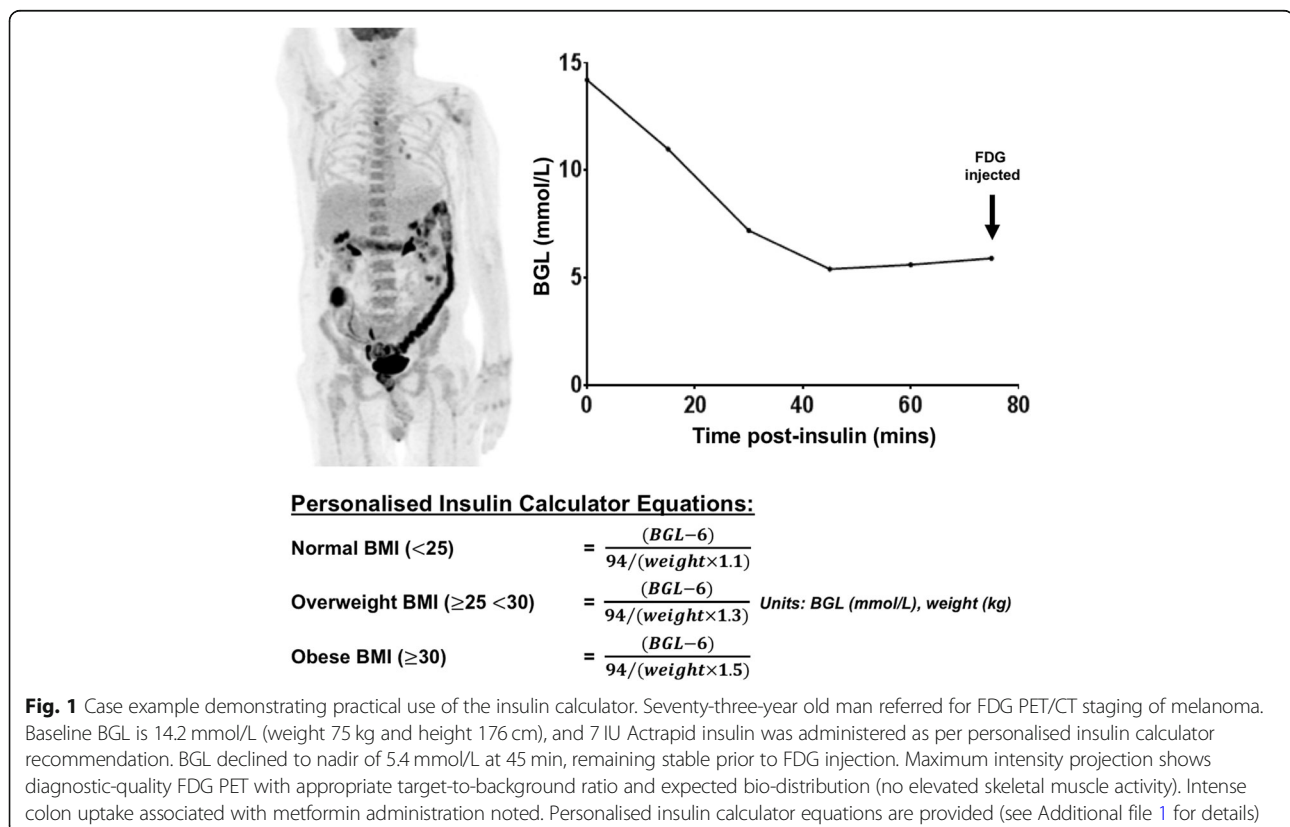 15
10
5
0
BGL (mmol/L)
FDG
injected
0 20 40 60 80
Time post-insulin (mins)
Personalised Insulin Calculator Equations:
Normal BMI (<25) = (BGL−6) / 94/(weight×1.1)
Overweight BMI (≥25 <30) = (BGL−6) / 94/(weight×1.3) Units: BGL (mmol/L), weight (kg)
Obese BMI (≥30) = (BGL−6) / 94/(weight×1.5)
Fig. 1 Case example demonstrating practical use of the insulin calculator. Seventy-three-year old man referred for FDG PET/CT staging of melanoma.
Baseline BGL is 14.2 mmol/L (weight 75 kg and height 176 cm), and 7 IU Actrapid insulin was administered as per personalised insulin calculator
recommendation. BGL declined to nadir of 5.4 mmol/L at 45 min, remaining stable prior to FDG injection. Maximum intensity projection shows
diagnostic-quality FDG PET with appropriate target-to-background ratio and expected bio-distribution (no elevated skeletal muscle activity). Intense
colon uptake associated with metformin administration noted. Personalised insulin calculator equations are provided (see Additional file 1 for details)